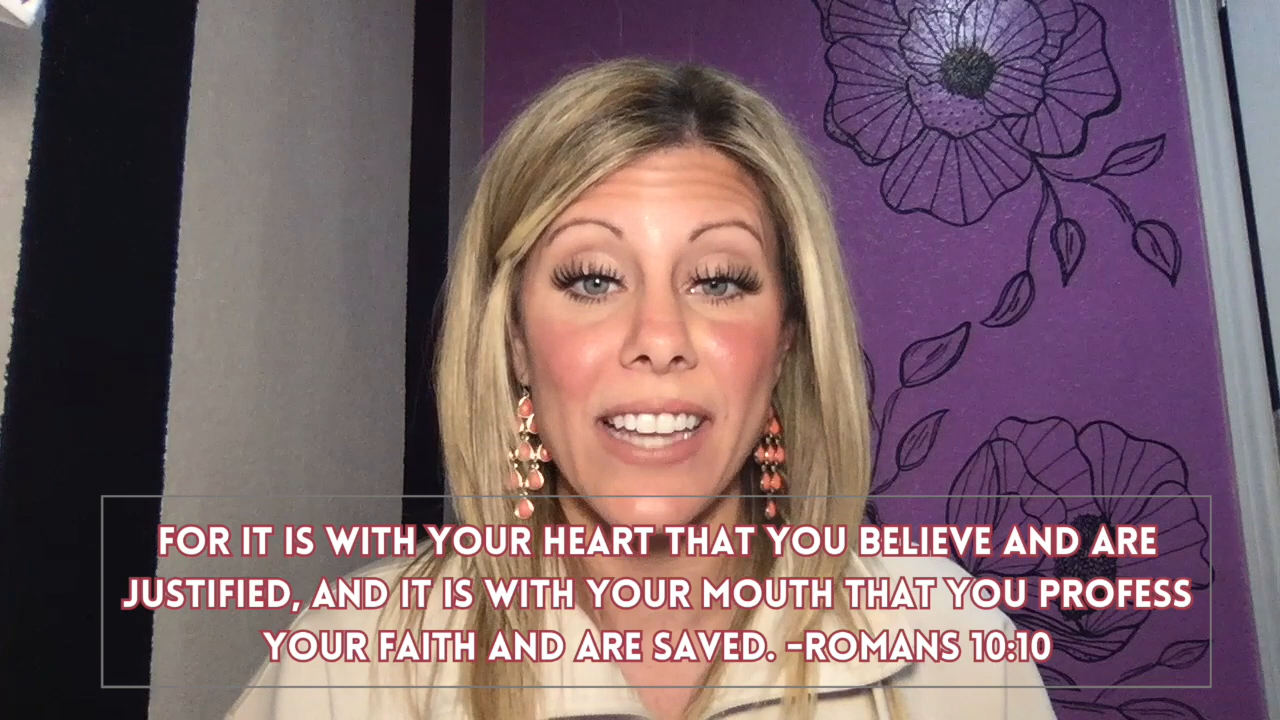 FOR IT IS WITH YOUR HEART THAT YOU BELIEVE AND ARE
JUSTIFIED, AND IT IS WITH YOUR MOUTH THAT YOU PROFESS
YOUR FAITH AND ARE SAVED. -ROMANS 10:10